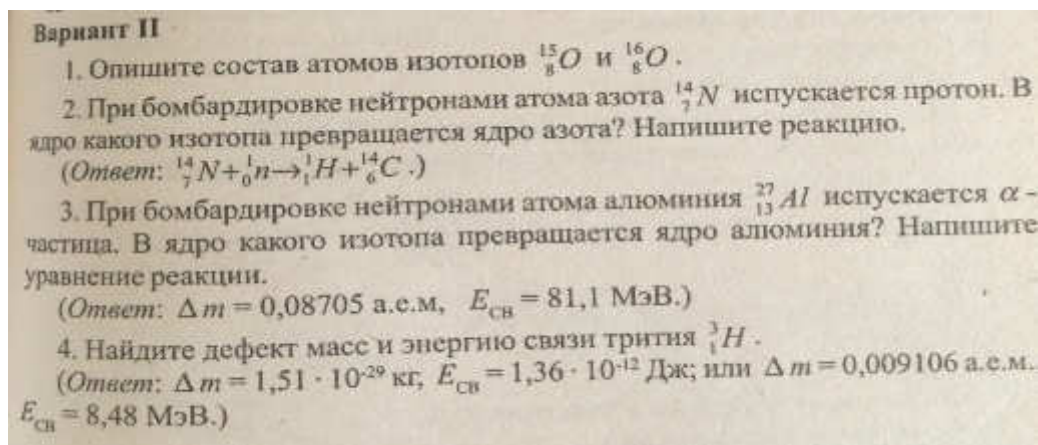 Вариант II
1. Опишите состав атомов изотопов ¹⁵₈O и ¹⁶₈O.
2. При бомбардировке нейтронами атома азота ¹⁴₇N испускается протон. В
ядро какого изотопа превращается ядро азота? Напишите реакцию.
(Ответ: ¹⁴₇N+¹₀n→¹₁H+¹⁴₆C.)
3. При бомбардировке нейтронами атома алюминия ²⁷₁₃Al испускается α-
частица. В ядро какого изотопа превращается ядро алюминия? Напишите
уравнение реакции.
(Ответ: Δm = 0,08705 а.е.м, E_св = 81,1 МэВ.)
4. Найдите дефект масс и энергию связи трития ³₁H.
(Ответ: Δm = 1,51 · 10⁻²⁹ кг, E_св = 1,36 · 10⁻¹² Дж; или Δm = 0,009106 а.е.м.
E_св = 8,48 МэВ.)